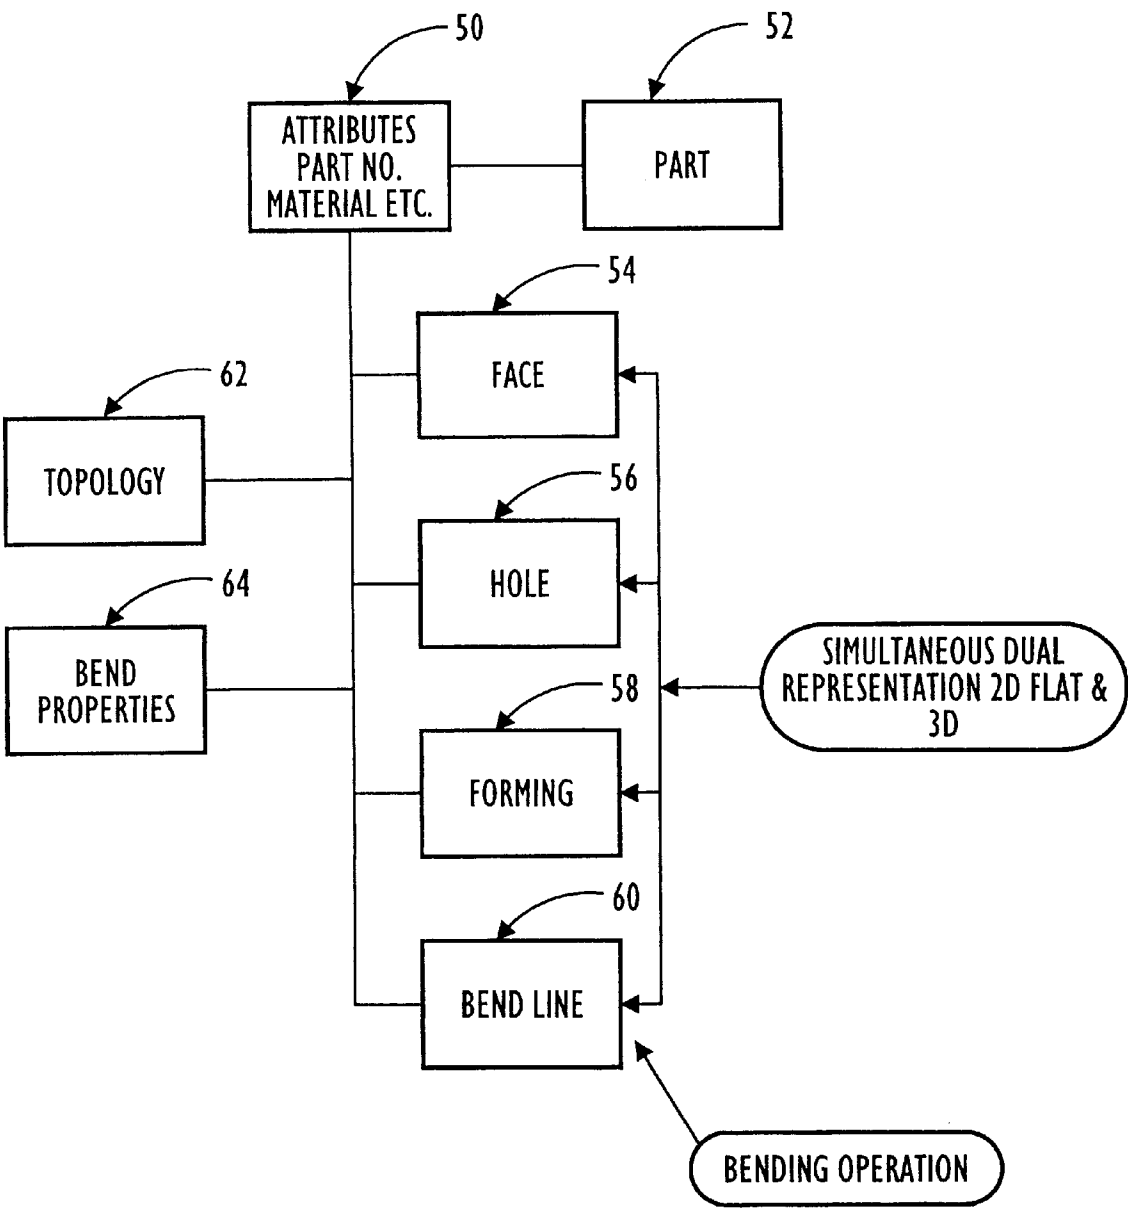 50
52
ATTRIBUTES
PART NO.
MATERIAL ETC.
PART
54
FACE
62
TOPOLOGY
56
HOLE
64
BEND
PROPERTIES
SIMULTANEOUS DUAL
REPRESENTATION 2D FLAT &
3D
58
FORMING
60
BEND LINE
BENDING OPERATION